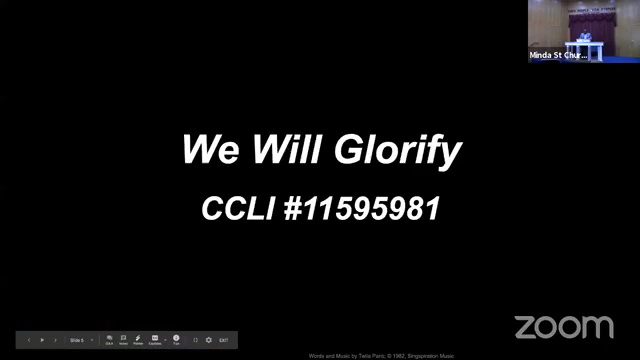 Minda St Chur...
We Will Glorify
CCLI #11595981
Slide 6
EXIT
zoom
Words and Music by Twila Paris, © 1982, Singspiration Music